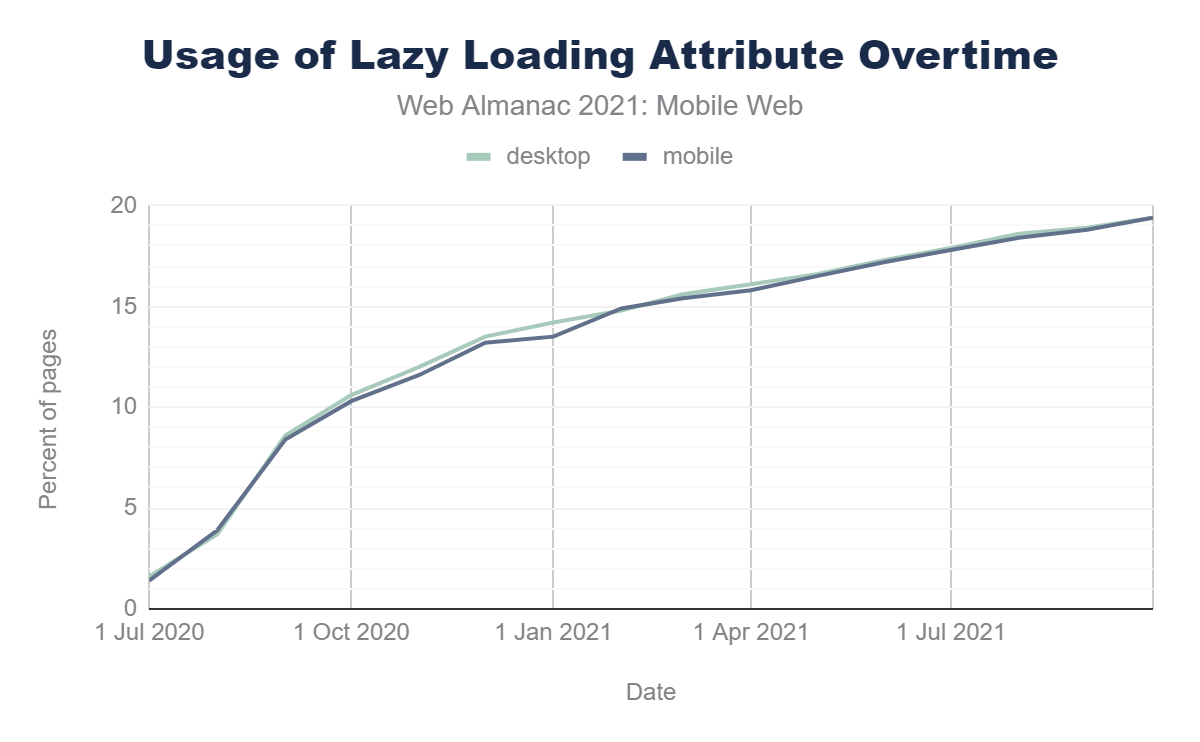 Usage of Lazy Loading Attribute Overtime
Web Almanac 2021: Mobile Web
desktop mobile
20
15
10
5
0
Percent of pages
1 Jul 2020 1 Oct 2020 1 Jan 2021 1 Apr 2021 1 Jul 2021
Date